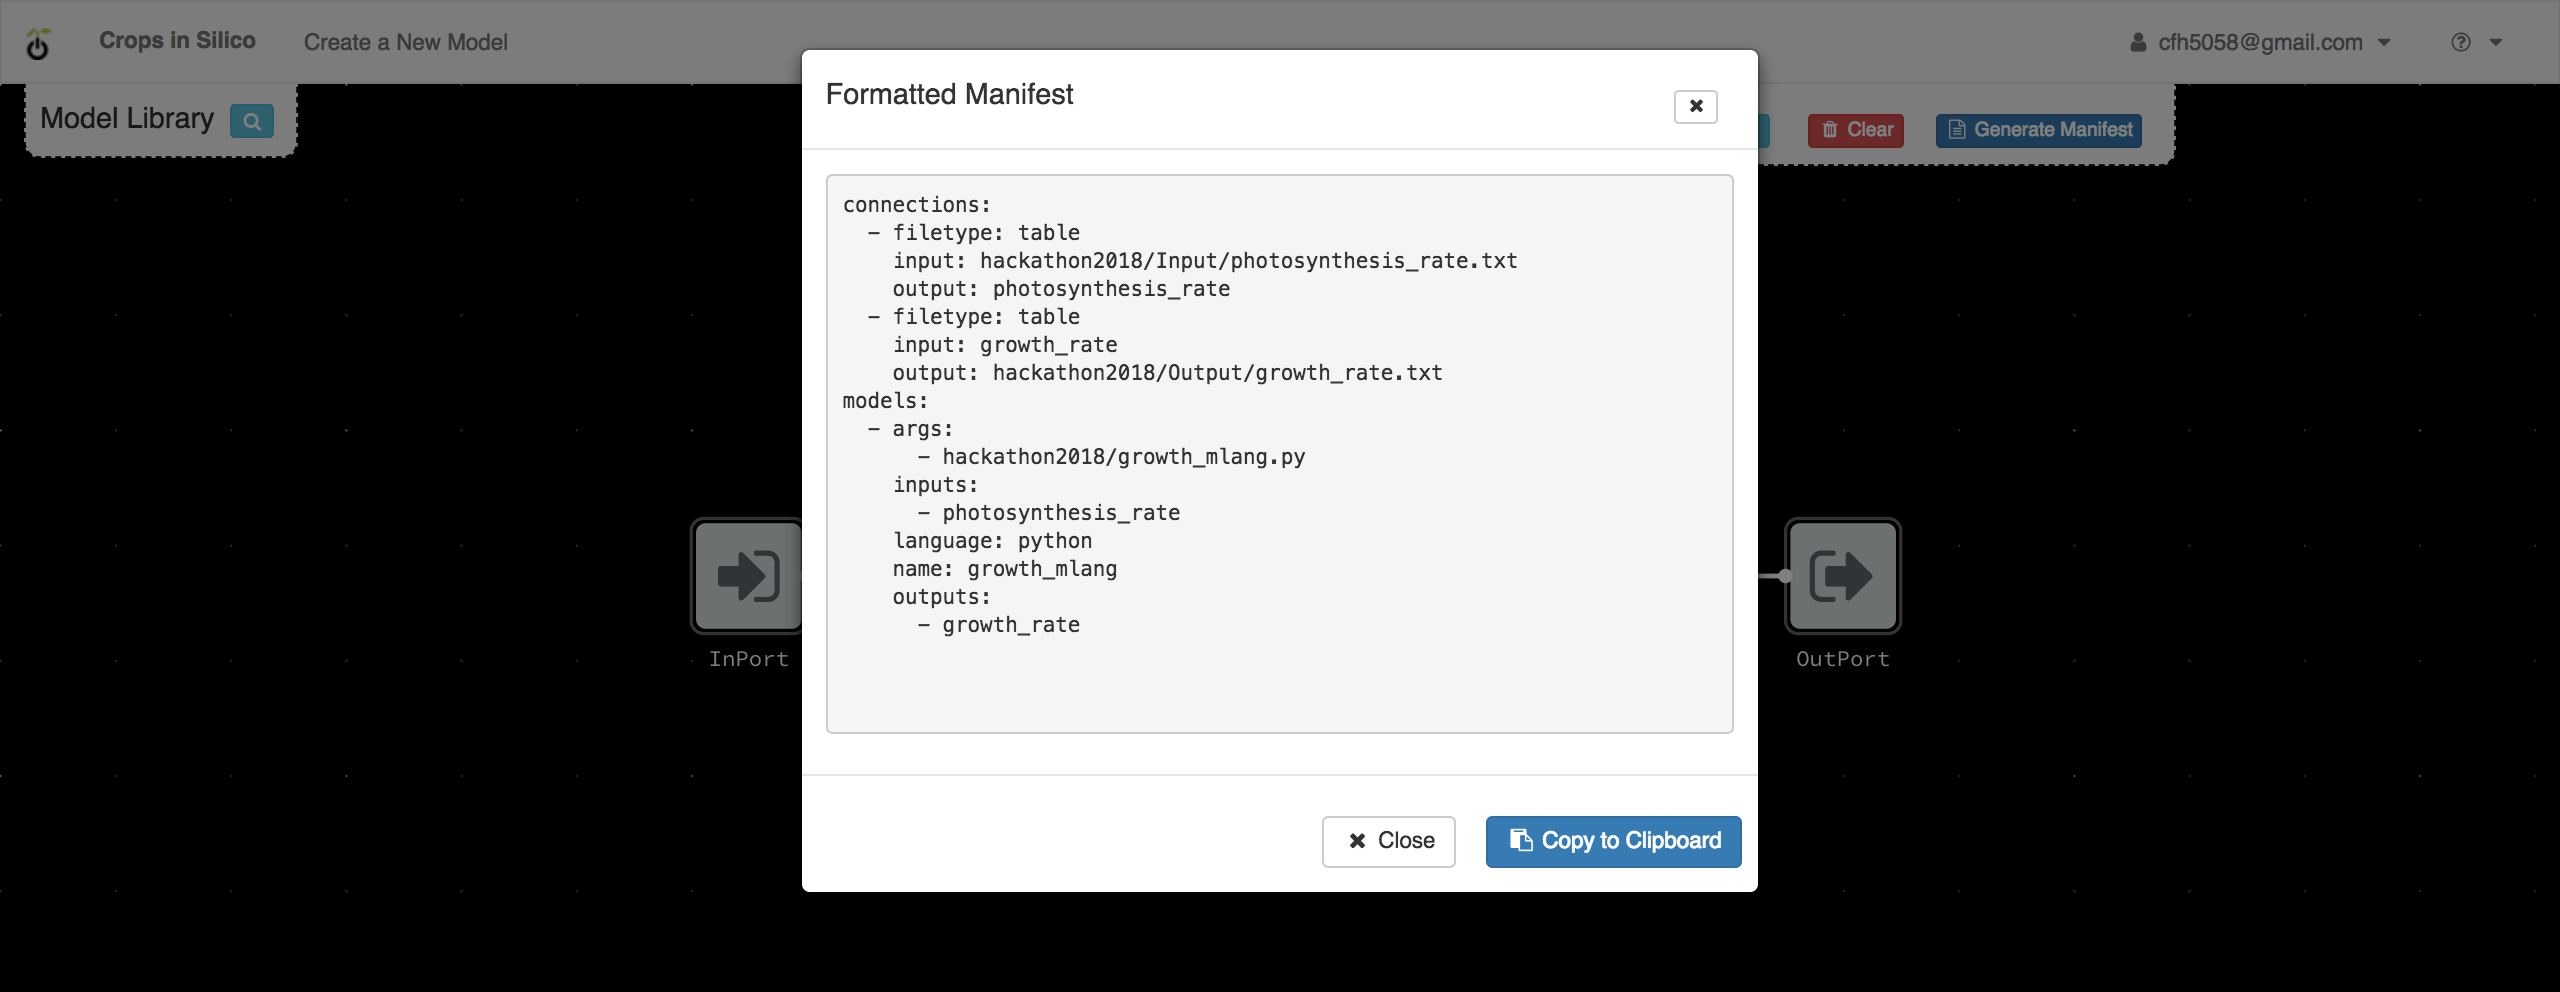 Crops in Silico
Create a New Model
cfh5058@gmail.com
Model Library
Clear
Generate Manifest
Formatted Manifest
connections:
  - filetype: table
    input: hackathon2018/Input/photosynthesis_rate.txt
    output: photosynthesis_rate
  - filetype: table
    input: growth_rate
    output: hackathon2018/Output/growth_rate.txt
models:
  - args:
      - hackathon2018/growth_mlang.py
    inputs:
      - photosynthesis_rate
    language: python
    name: growth_mlang
    outputs:
      - growth_rate
InPort
OutPort
Close
Copy to Clipboard